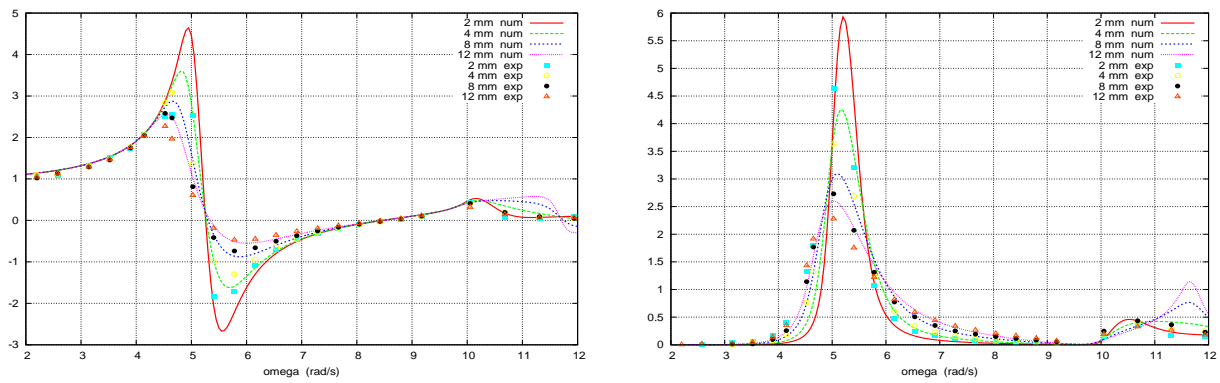 5
4
3
2
1
0
-1
-2
-3
2 3 4 5 6 7 8 9 10 11 12
omega (rad/s)
2 mm num
4 mm num
8 mm num
12 mm num
2 mm exp
4 mm exp
8 mm exp
12 mm exp
6
5.5
5
4.5
4
3.5
3
2.5
2
1.5
1
0.5
0
2 3 4 5 6 7 8 9 10 11 12
omega (rad/s)
2 mm num
4 mm num
8 mm num
12 mm num
2 mm exp
4 mm exp
8 mm exp
12 mm exp